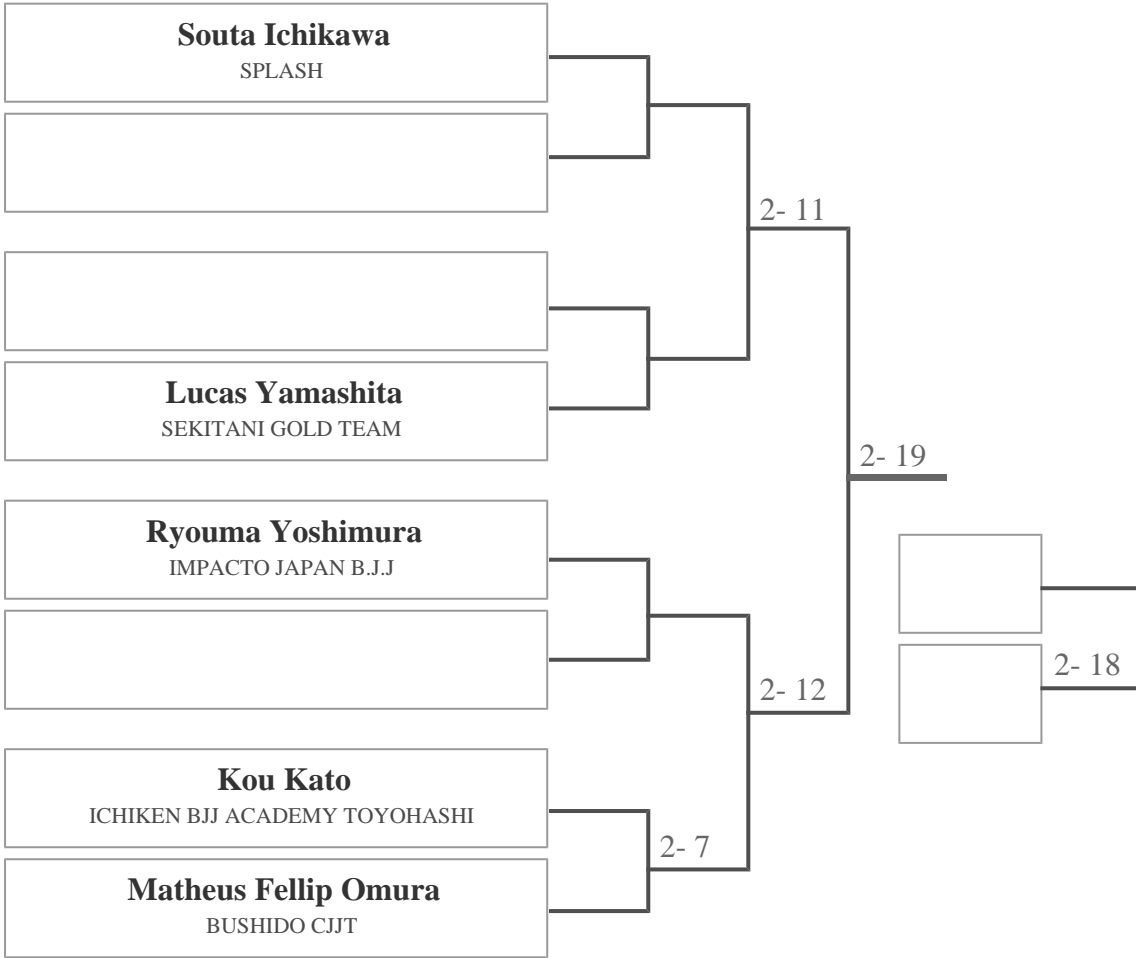 Souta Ichikawa
SPLASH
2- 11
Lucas Yamashita
SEKITANI GOLD TEAM
2- 19
Ryouma Yoshimura
IMPACTO JAPAN B.J.J
2- 18
2- 12
Kou Kato
ICHIKEN BJJ ACADEMY TOYOHASHI
2- 7
Matheus Fellip Omura
BUSHIDO CJJT